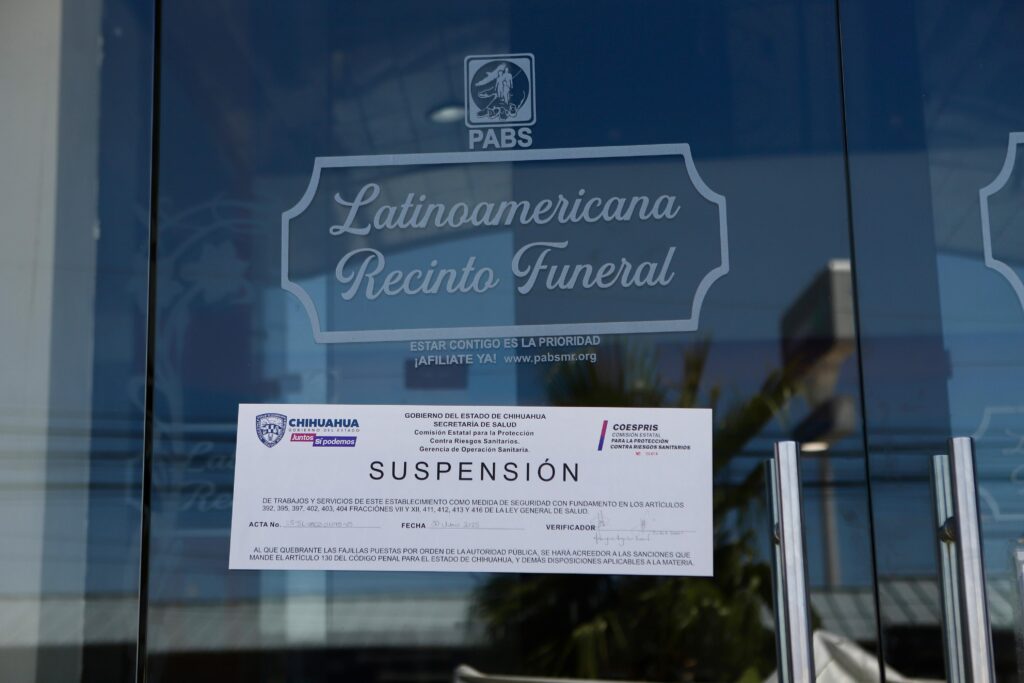 PABS
Latinoamericana
Recinto Funeral
ESTAR CONTIGO ES LA PRIORIDAD
¡AFILIATE YA! www.pabsmr.org
CHIHUAHUA
GOBIERNO DEL ESTADO
Juntos Sí podemos
GOBIERNO DEL ESTADO DE CHIHUAHUA
SECRETARÍA DE SALUD
Comisión Estatal para la Protección
Contra Riesgos Sanitarios.
Gerencia de Operación Sanitaria.
COESPRIS
COMISIÓN ESTATAL
PARA LA PROTECCIÓN
CONTRA RIESGOS SANITARIOS
SUSPENSIÓN
DE TRABAJOS Y SERVICIOS DE ESTE ESTABLECIMIENTO COMO MEDIDA DE SEGURIDAD CON FUNDAMENTO EN LOS ARTÍCULOS
392, 395, 397, 402, 403, 404 FRACCIÓNES VII Y XII, 411, 412, 413 Y 416 DE LA LEY GENERAL DE SALUD.
ACTA No. FECHA VERIFICADOR
AL QUEBRANTE LAS FAJILLAS PUESTAS POR ORDEN DE LA AUTORIDAD PÚBLICA, SE HARÁ ACREEDOR A LAS SANCIONES QUE
MANDE EL ARTÍCULO 130 DEL CÓDIGO PENAL PARA EL ESTADO DE CHIHUAHUA, Y DEMÁS DISPOSICIONES APLICABLES A LA MATERIA.